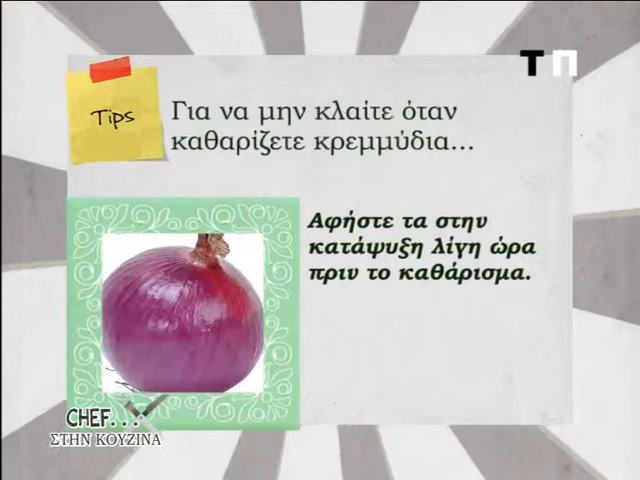 ΤΠ
Tips
Για να μην κλαίτε όταν
καθαρίζετε κρεμμύδια...
Αφήστε τα στην
κατάψυξη λίγη ώρα
πριν το καθάρισμα.
CHEF...
ΣΤΗΝ ΚΟΥΖΙΝΑ